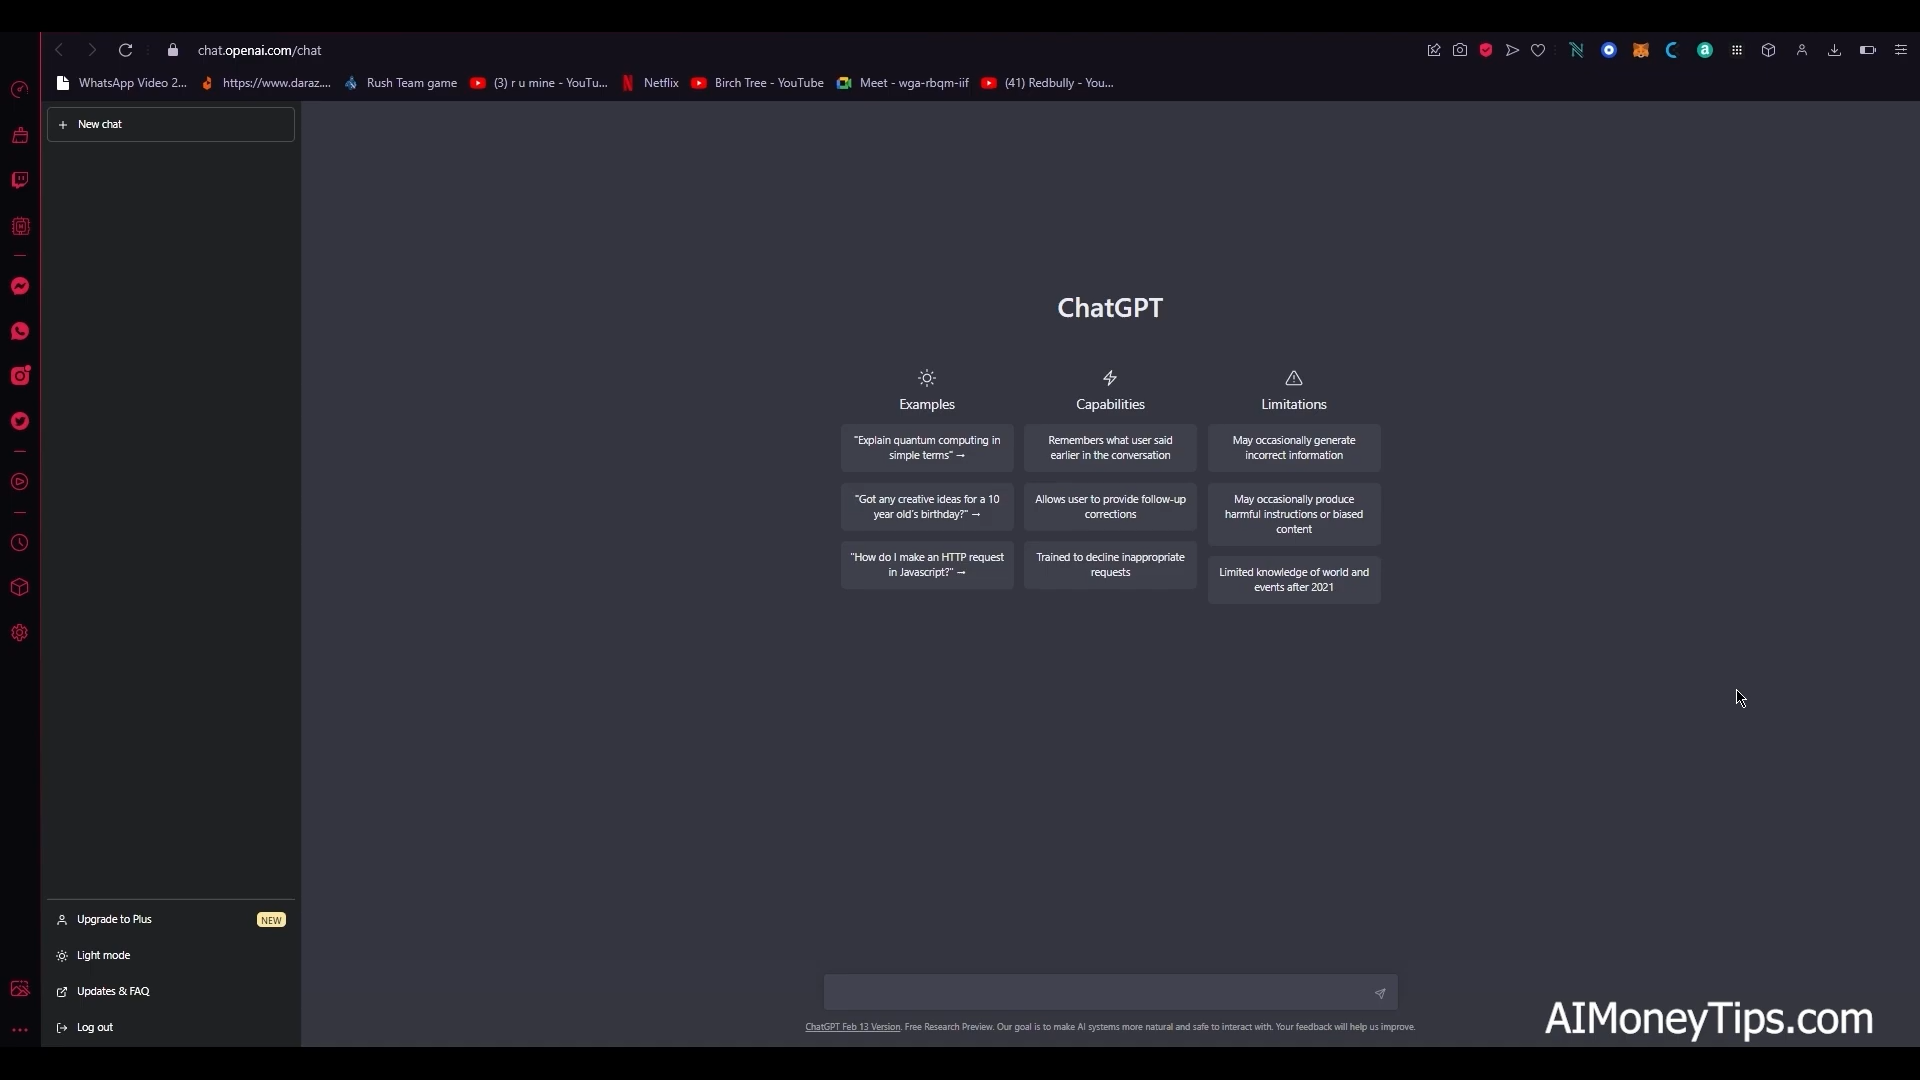 chat.openai.com/chat
WhatsApp Video 2...
https://www.daraz....
Rush Team game
(3) r u mine - YouTu...
Netflix
Birch Tree - YouTube
Meet - wga-rbqm-iif
(41) Redbully - You...
+ New chat
ChatGPT
Examples
"Explain quantum computing in
simple terms" →
"Got any creative ideas for a 10
year old's birthday?" →
"How do I make an HTTP request
in Javascript?" →
Capabilities
Remembers what user said
earlier in the conversation
Allows user to provide follow-up
corrections
Trained to decline inappropriate
requests
Limitations
May occasionally generate
incorrect information
May occasionally produce
harmful instructions or biased
content
Limited knowledge of world and
events after 2021
Upgrade to Plus NEW
Light mode
Updates & FAQ
Log out
ChatGPT Feb 13 Version. Free Research Preview. Our goal is to make AI systems more natural and safe to interact with. Your feedback will help us improve.
AIMoneyTips.com